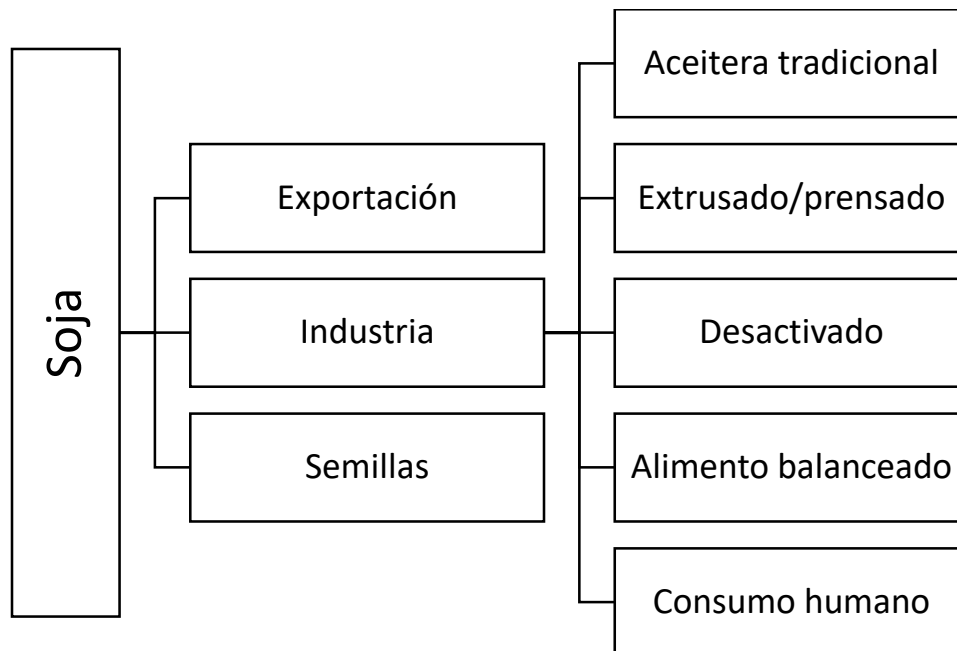 Soja
Exportación
Industria
Semillas
Aceitera tradicional
Extrusado/prensado
Desactivado
Alimento balanceado
Consumo humano